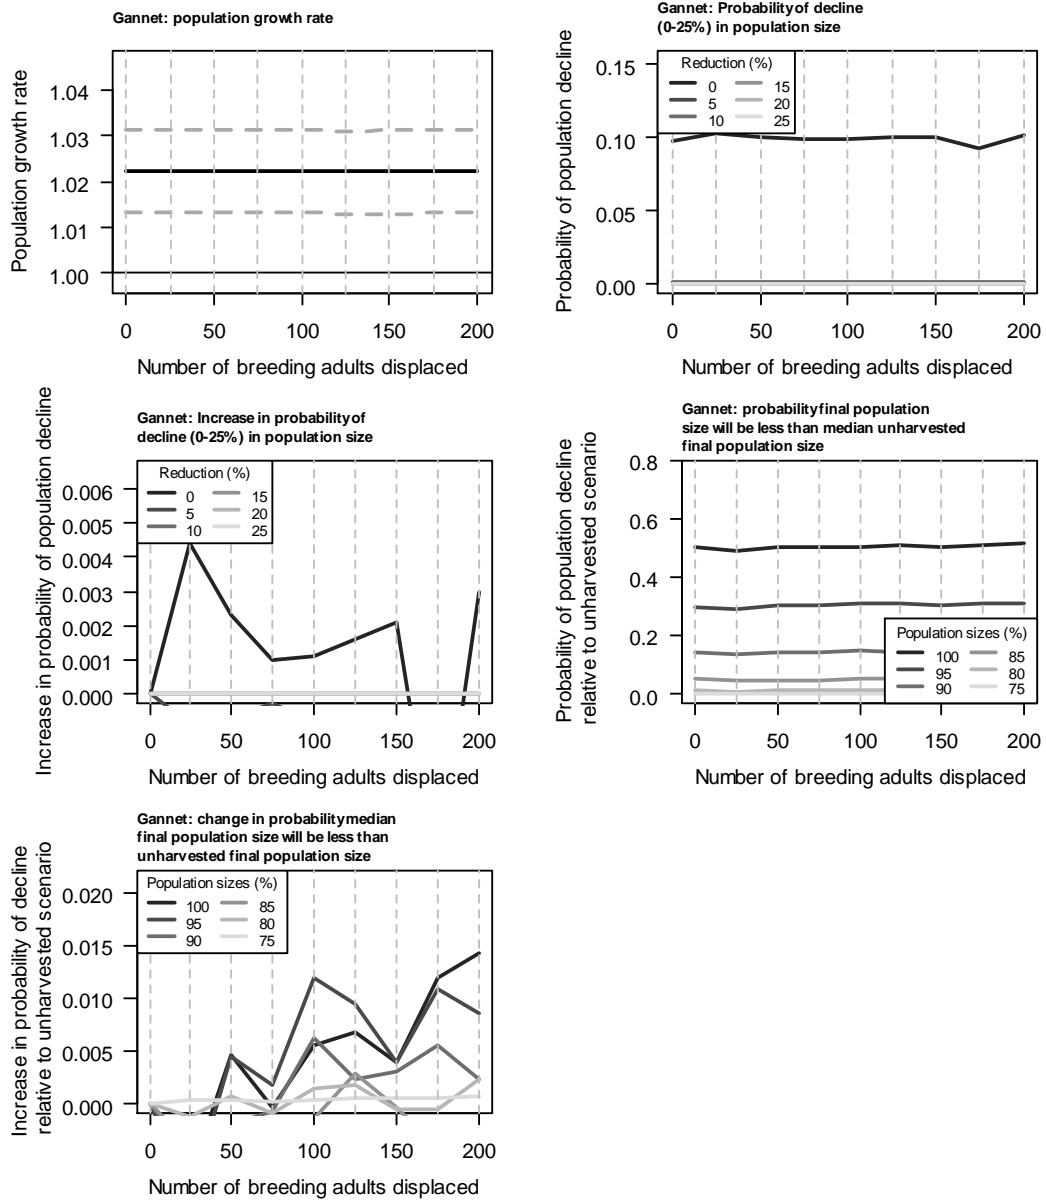 Gannet: population growth rate
Population growth rate
1.04
1.03
1.02
1.01
1.00
0 50 100 150 200
Number of breeding adults displaced
Gannet: Probability of decline
(0-25%) in population size
Probability of population decline
Reduction (%)
0 15
5 20
10 25
0.15
0.10
0.05
0.00
0 50 100 150 200
Number of breeding adults displaced
Gannet: Increase in probability of
decline (0-25%) in population size
Increase in probability of population decline
Reduction (%)
0 15
5 20
10 25
0.006
0.005
0.004
0.003
0.002
0.001
0.000
0 50 100 150 200
Number of breeding adults displaced
Gannet: probability final population
size will be less than median unharvested
final population size
Probability of population decline
relative to unharvested scenario
0.8
0.6
0.4
0.2
0.0
Population sizes (%)
100 85
95 80
90 75
0 50 100 150 200
Number of breeding adults displaced
Gannet: change in probability median
final population size will be less than
unharvested final population size
Increase in probability of decline
relative to unharvested scenario
Population sizes (%)
100 85
95 80
90 75
0.020
0.015
0.010
0.005
0.000
0 50 100 150 200
Number of breeding adults displaced